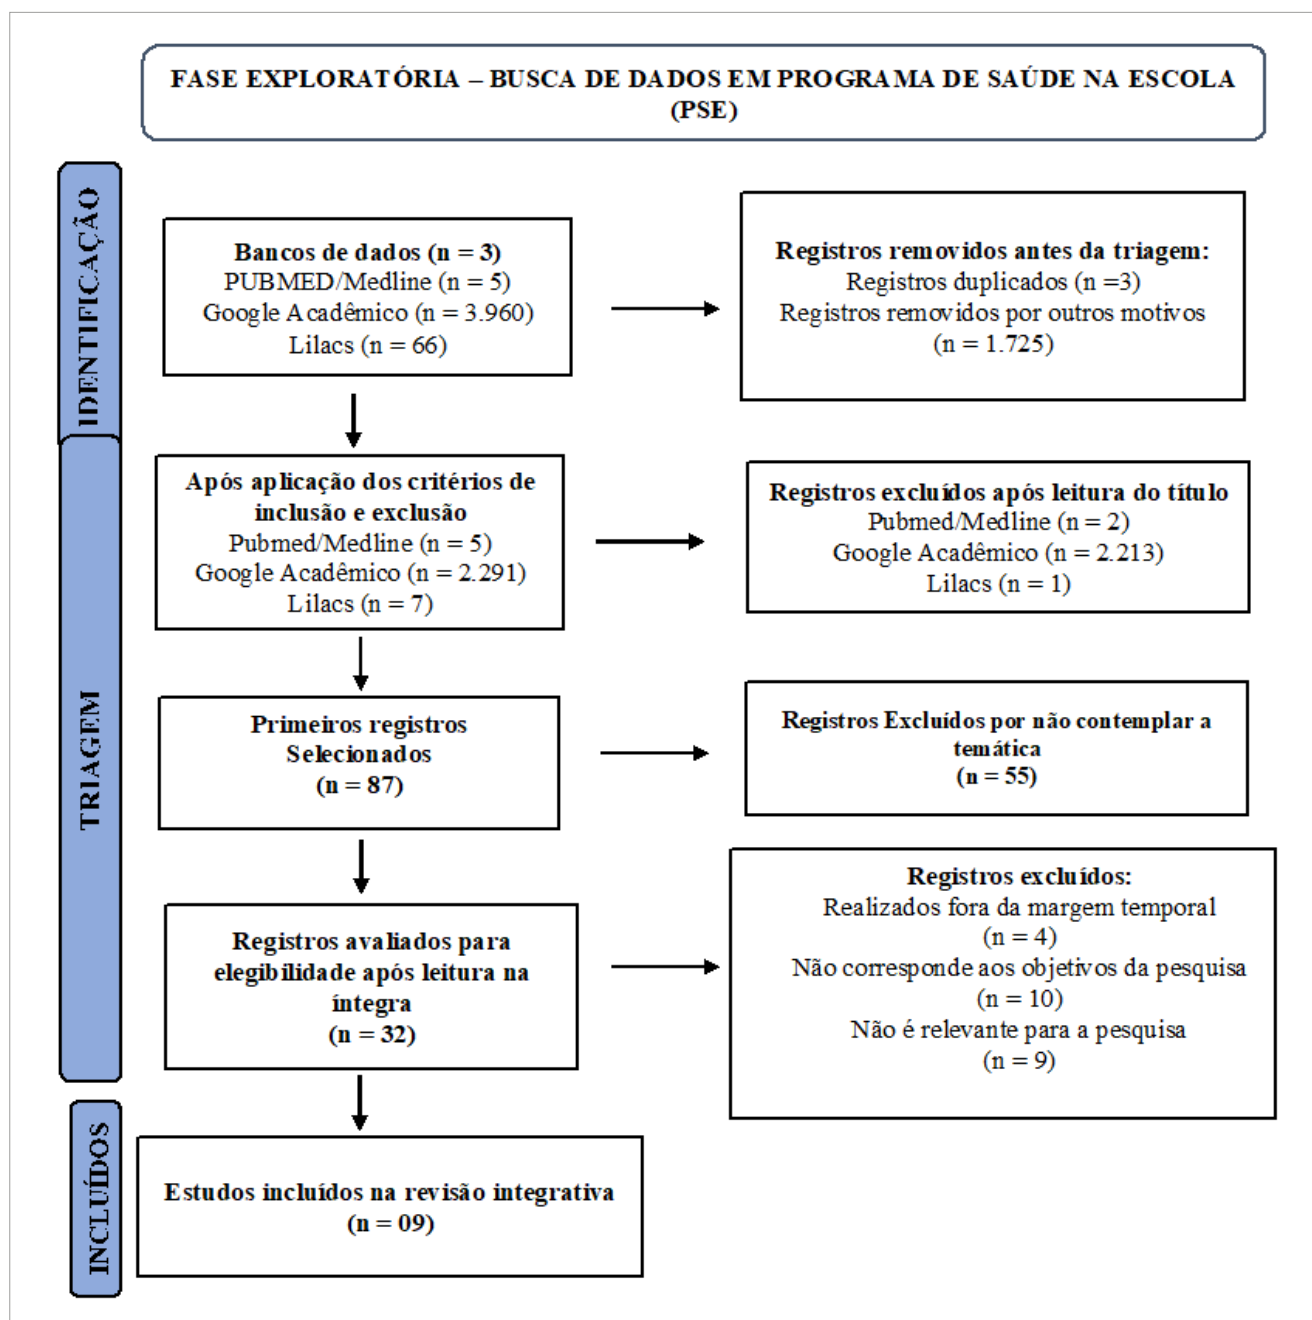 FASE EXPLORATÓRIA – BUSCA DE DADOS EM PROGRAMA DE SAÚDE NA ESCOLA
(PSE)
IDENTIFICAÇÃO
Bancos de dados (n = 3)
PUBMED/Medline (n = 5)
Google Acadêmico (n = 3.960)
Lilacs (n = 66)
Registros removidos antes da triagem:
Registros duplicados (n =3)
Registros removidos por outros motivos
(n = 1.725)
TRIAGEM
Após aplicação dos critérios de
inclusão e exclusão
Pubmed/Medline (n = 5)
Google Acadêmico (n = 2.291)
Lilacs (n = 7)
Registros excluídos após leitura do título
Pubmed/Medline (n = 2)
Google Acadêmico (n = 2.213)
Lilacs (n = 1)
Primeiros registros
Selecionados
(n = 87)
Registros Excluídos por não contemplar a
temática
(n = 55)
Registros avaliados para
elegibilidade após leitura na
íntegra
(n = 32)
Registros excluídos:
Realizados fora da margem temporal
(n = 4)
Não corresponde aos objetivos da pesquisa
(n = 10)
Não é relevante para a pesquisa
(n = 9)
INCLUÍDOS
Estudos incluídos na revisão integrativa
(n = 09)